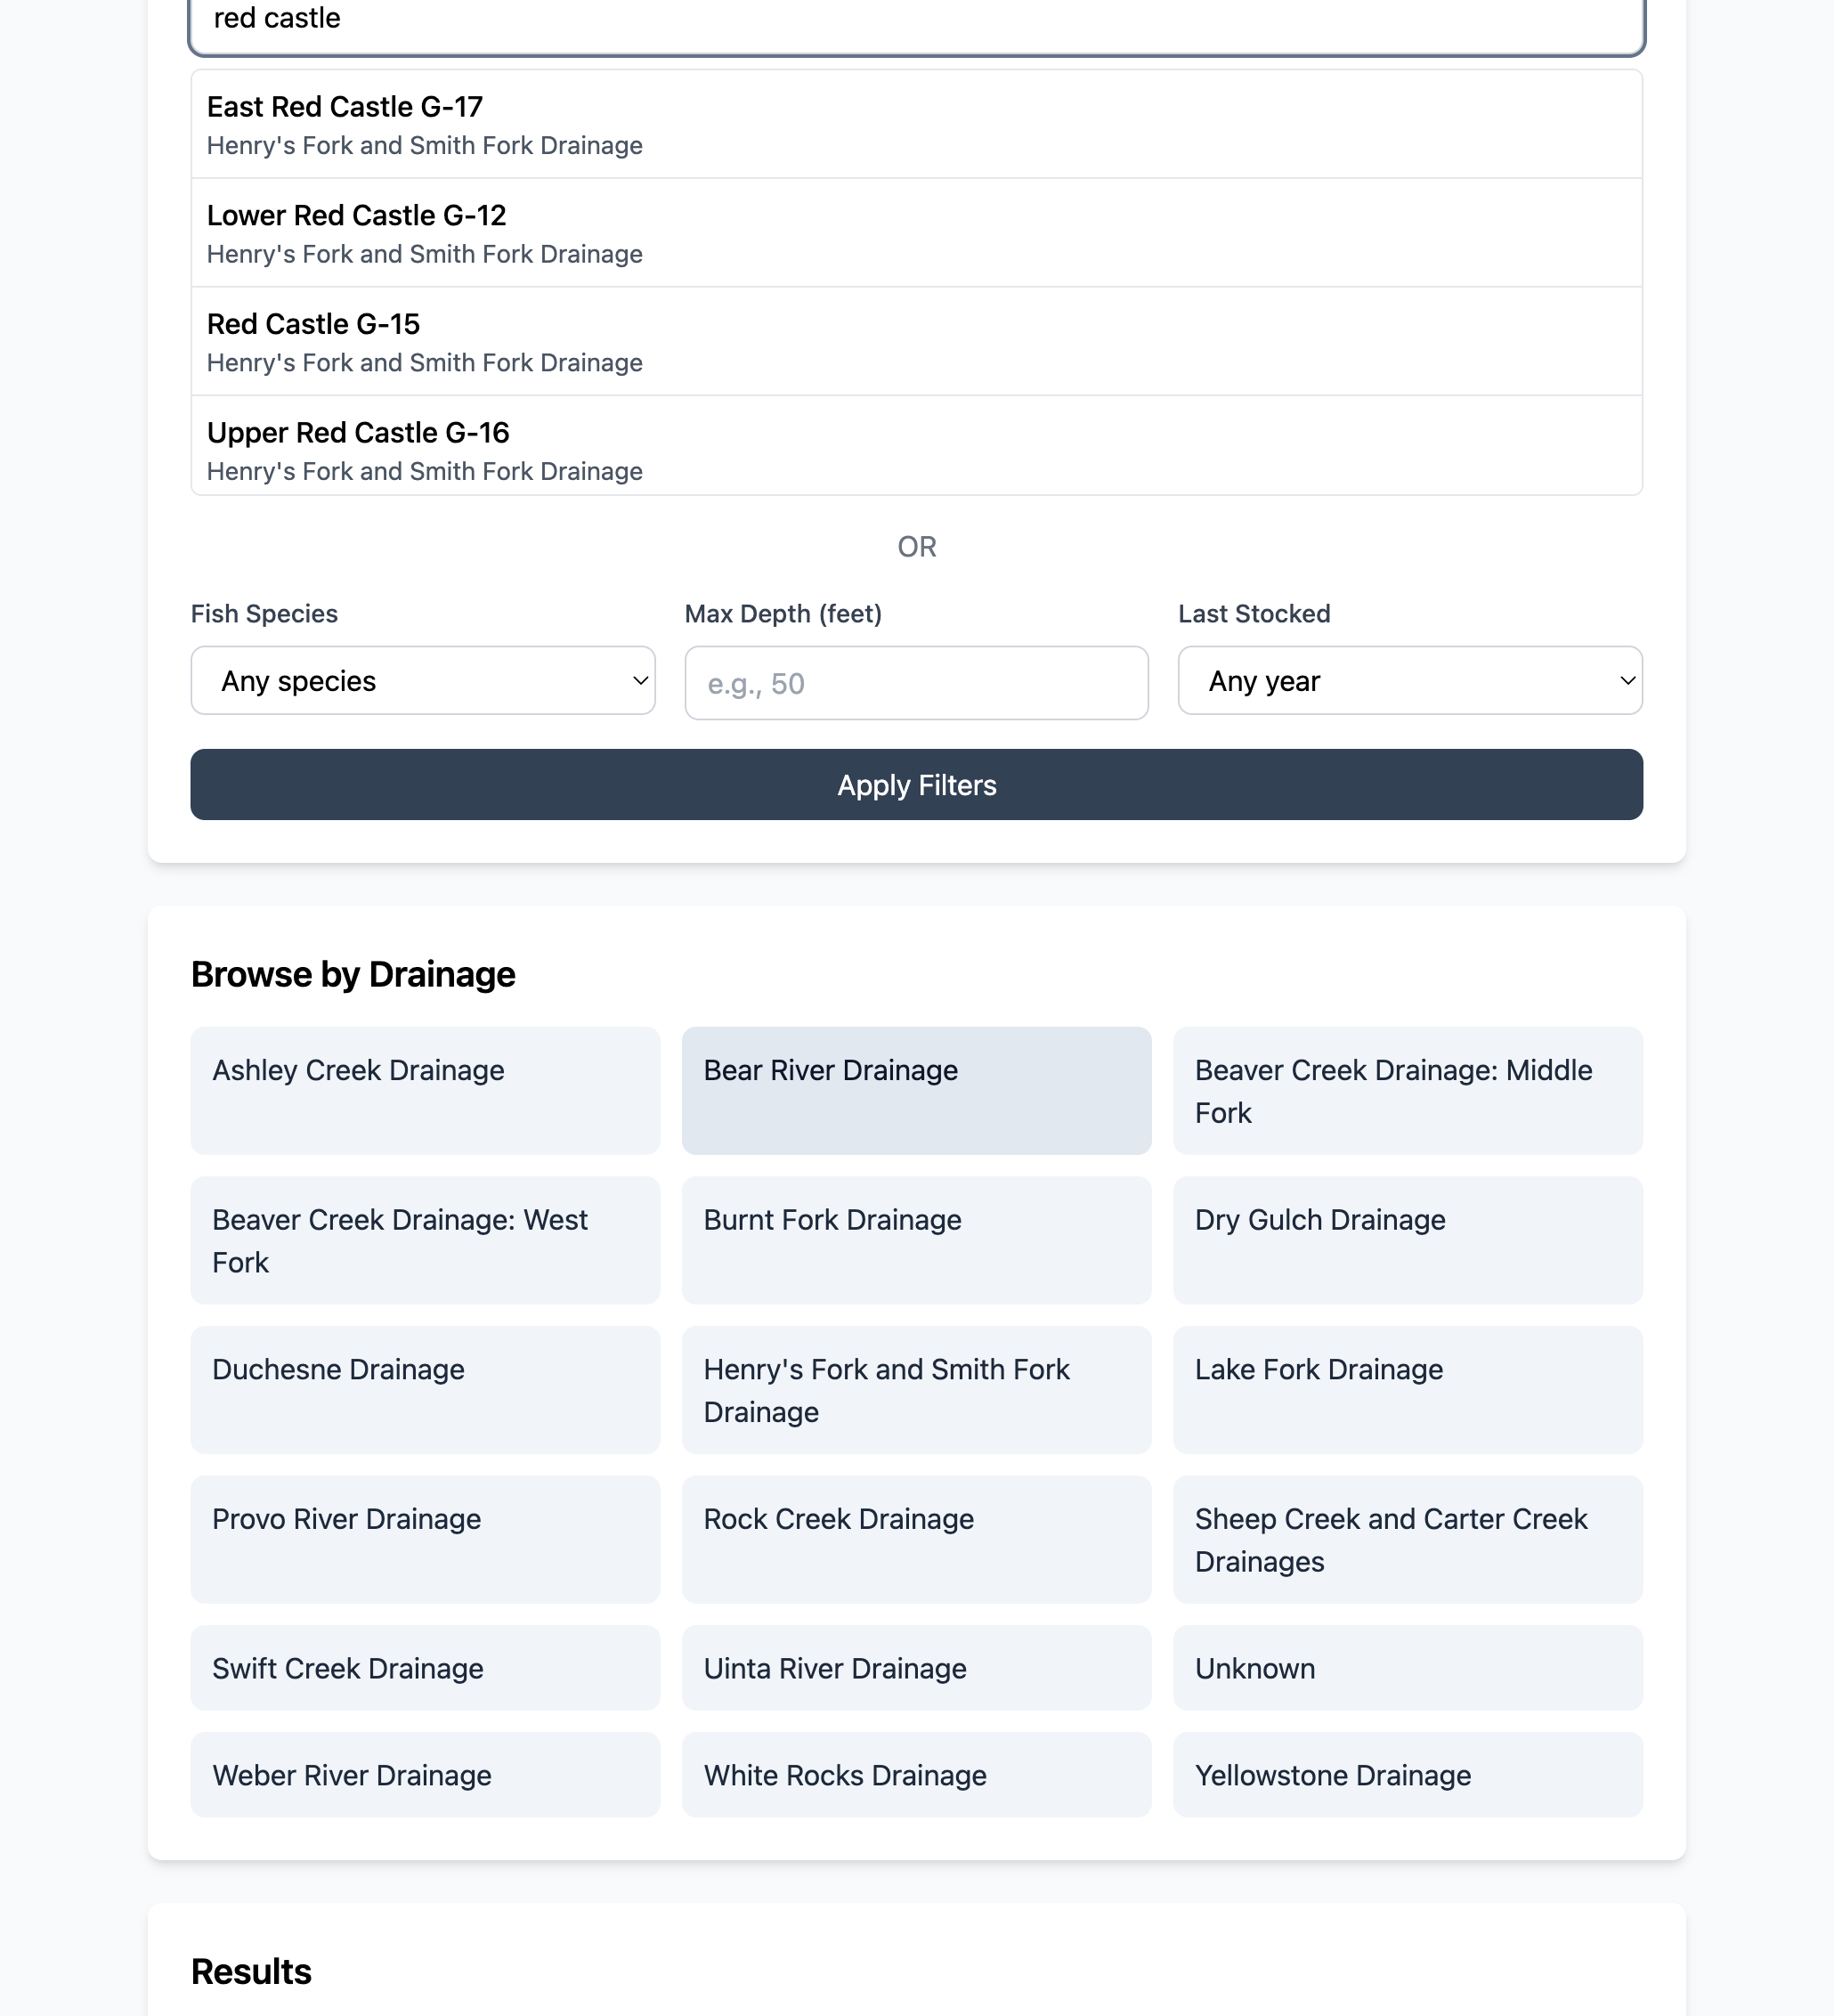 red castle
East Red Castle G-17
Henry's Fork and Smith Fork Drainage
Lower Red Castle G-12
Henry's Fork and Smith Fork Drainage
Red Castle G-15
Henry's Fork and Smith Fork Drainage
Upper Red Castle G-16
Henry's Fork and Smith Fork Drainage
OR
Fish Species
Max Depth (feet)
Last Stocked
Any species
e.g., 50
Any year
Apply Filters
Browse by Drainage
Ashley Creek Drainage
Bear River Drainage
Beaver Creek Drainage: Middle
Fork
Beaver Creek Drainage: West
Fork
Burnt Fork Drainage
Dry Gulch Drainage
Duchesne Drainage
Henry's Fork and Smith Fork
Drainage
Lake Fork Drainage
Provo River Drainage
Rock Creek Drainage
Sheep Creek and Carter Creek
Drainages
Swift Creek Drainage
Uinta River Drainage
Unknown
Weber River Drainage
White Rocks Drainage
Yellowstone Drainage
Results